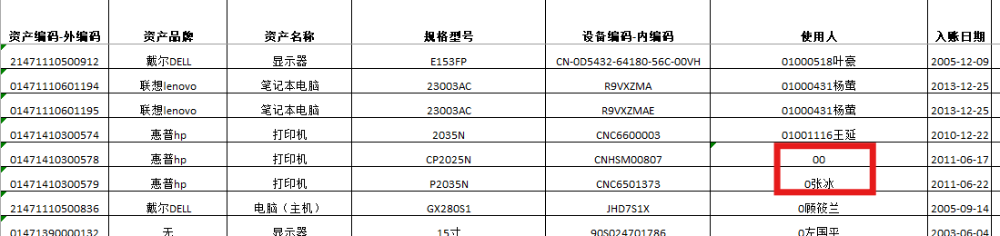 资产编码-外编码 资产品牌 资产名称 规格型号 设备编码-内编码 使用人 入账日期
21471110500912 戴尔DELL 显示器 E153FP CN-0D5432-64180-56C-00VH 01000518叶豪 2005-12-09
01471110601194 联想lenovo 笔记本电脑 23003AC R9VXZMA 01000431杨萤 2013-12-25
01471110601195 联想lenovo 笔记本电脑 23003AC R9VXZMAE 01000431杨萤 2013-12-25
01471410300574 惠普hp 打印机 2035N CNC6600003 01001116王延 2010-12-22
01471410300578 惠普hp 打印机 CP2025N CNHSM00807 00 2011-06-17
01471410300579 惠普hp 打印机 P2035N CNC6501373 0张冰 2011-06-22
21471110500836 戴尔DELL 电脑（主机） GX280S1 JHD7S1X 0顾筱兰 2005-09-14
01471390000132 无 显示器 15寸 90S024701786 0左国平 2003-06-04